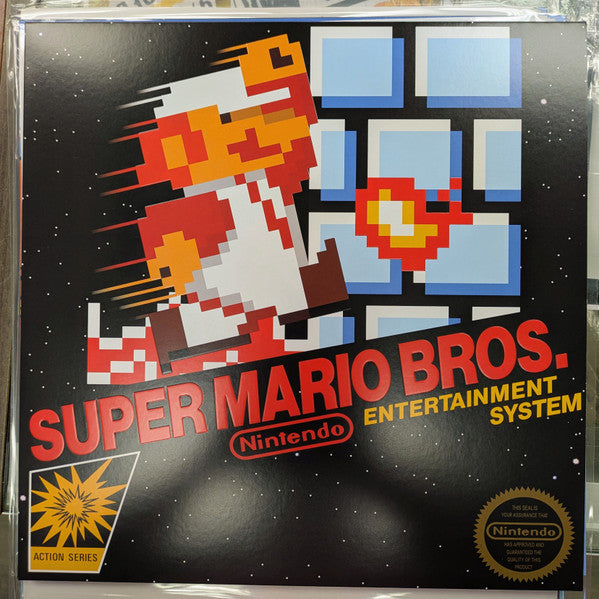 SUPER MARIO BROS.
Nintendo
ENTERTAINMENT
SYSTEM
ACTION SERIES
THIS SEAL IS
YOUR ASSURANCE THAT
Nintendo
HAS APPROVED AND
GUARANTEED THE
QUALITY OF THIS
PRODUCT